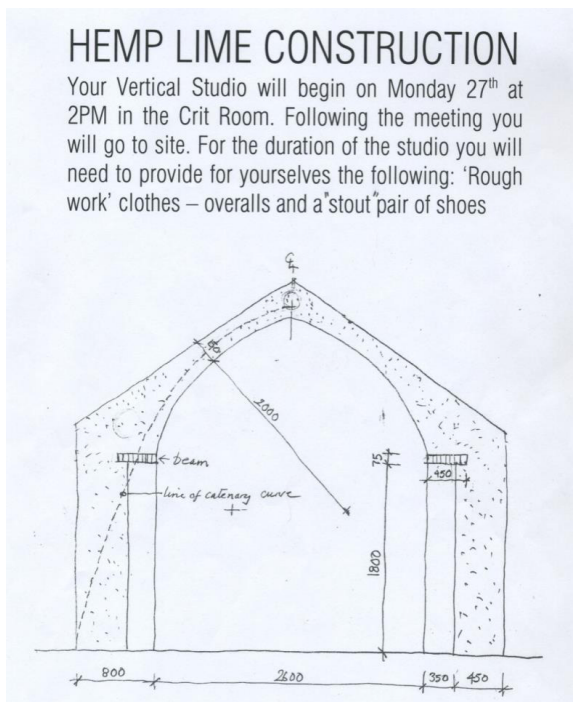 HEMP LIME CONSTRUCTION
Your Vertical Studio will begin on Monday 27th at
2PM in the Crit Room. Following the meeting you
will go to site. For the duration of the studio you will
need to provide for yourselves the following: 'Rough
work' clothes – overalls and a "stout" pair of shoes
℄
2000
beam
75
450
line of catenary curve
1800
800
2600
350
450